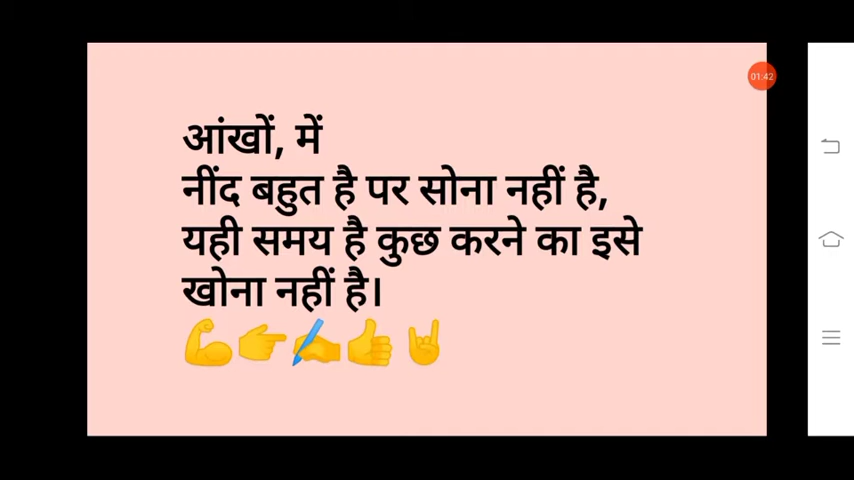 01:42
आंखों, में
नींद बहुत है पर सोना नहीं है,
यही समय है कुछ करने का इसे
खोना नहीं है।
💪👉✍️👍🤘